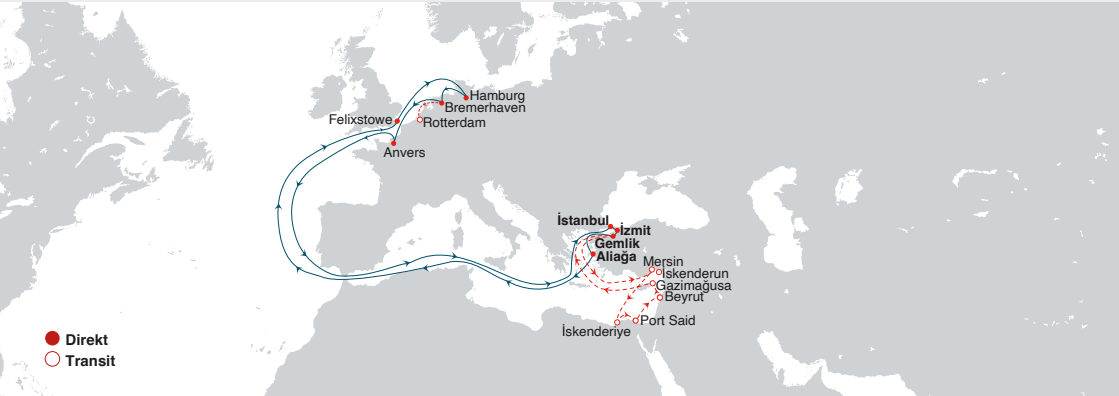 Hamburg
Bremerhaven
Felixstowe
Rotterdam
Anvers
İstanbul
İzmit
Gemlik
Aliağa
Mersin
İskenderun
Gazimağusa
Beyrut
Port Said
İskenderiye
Direkt
Transit